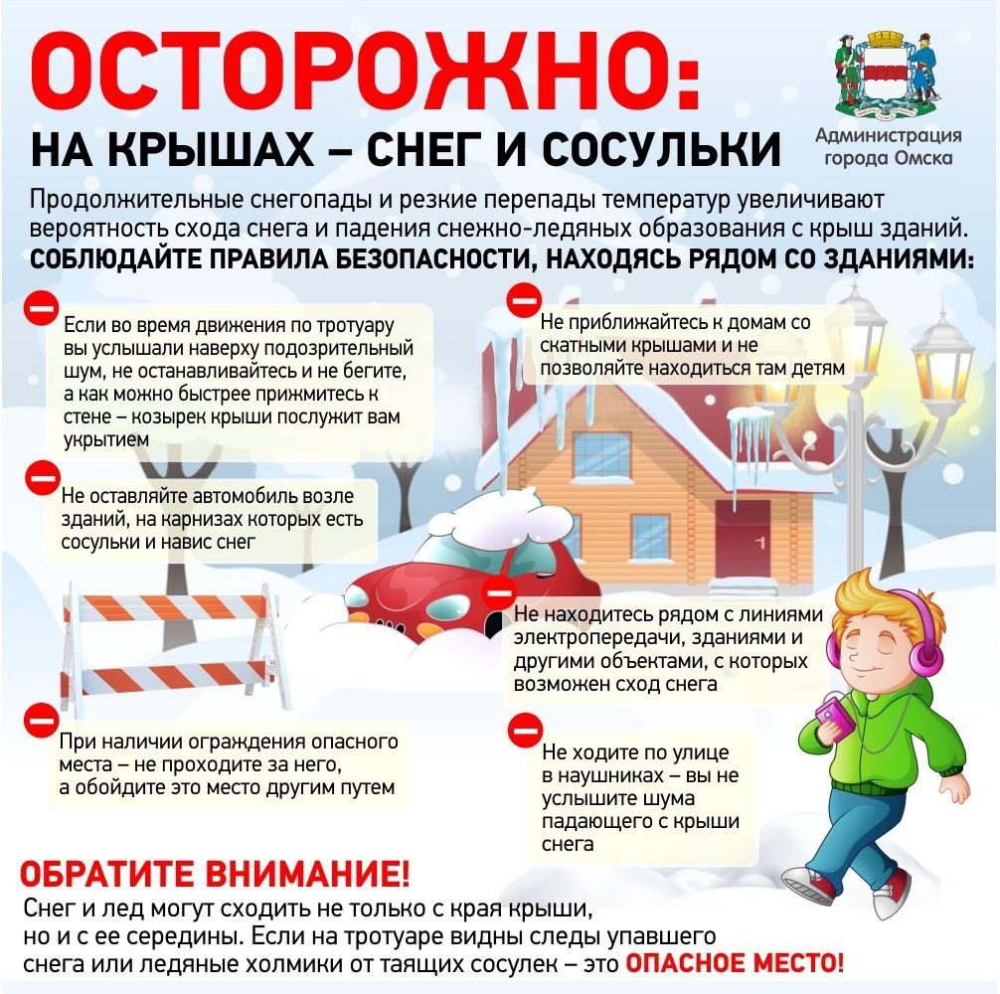 ОСТОРОЖНО:
НА КРЫШАХ – СНЕГ И СОСУЛЬКИ
Администрация
города Омска
Продолжительные снегопады и резкие перепады температур увеличивают
вероятность схода снега и падения снежно-ледяных образования с крыш зданий.
СОБЛЮДАЙТЕ ПРАВИЛА БЕЗОПАСНОСТИ, НАХОДЯСЬ РЯДОМ СО ЗДАНИЯМИ:
Если во время движения по тротуару
вы услышали наверху подозрительный
шум, не останавливайтесь и не бегите,
а как можно быстрее прижмитесь к
стене – козырек крыши послужит вам
укрытием
Не приближайтесь к домам со
скатными крышами и не
позволяйте находиться там детям
Не оставляйте автомобиль возле
зданий, на карнизах которых есть
сосульки и навис снег
Не находитесь рядом с линиями
электропередачи, зданиями и
другими объектами, с которых
возможен сход снега
При наличии ограждения опасного
места – не проходите за него,
а обойдите это место другим путем
Не ходите по улице
в наушниках – вы не
услышите шума
падающего с крыши
снега
ОБРАТИТЕ ВНИМАНИЕ!
Снег и лед могут сходить не только с края крыши,
но и с ее середины. Если на тротуаре видны следы упавшего
снега или ледяные холмики от таящих сосулек – это ОПАСНОЕ МЕСТО!